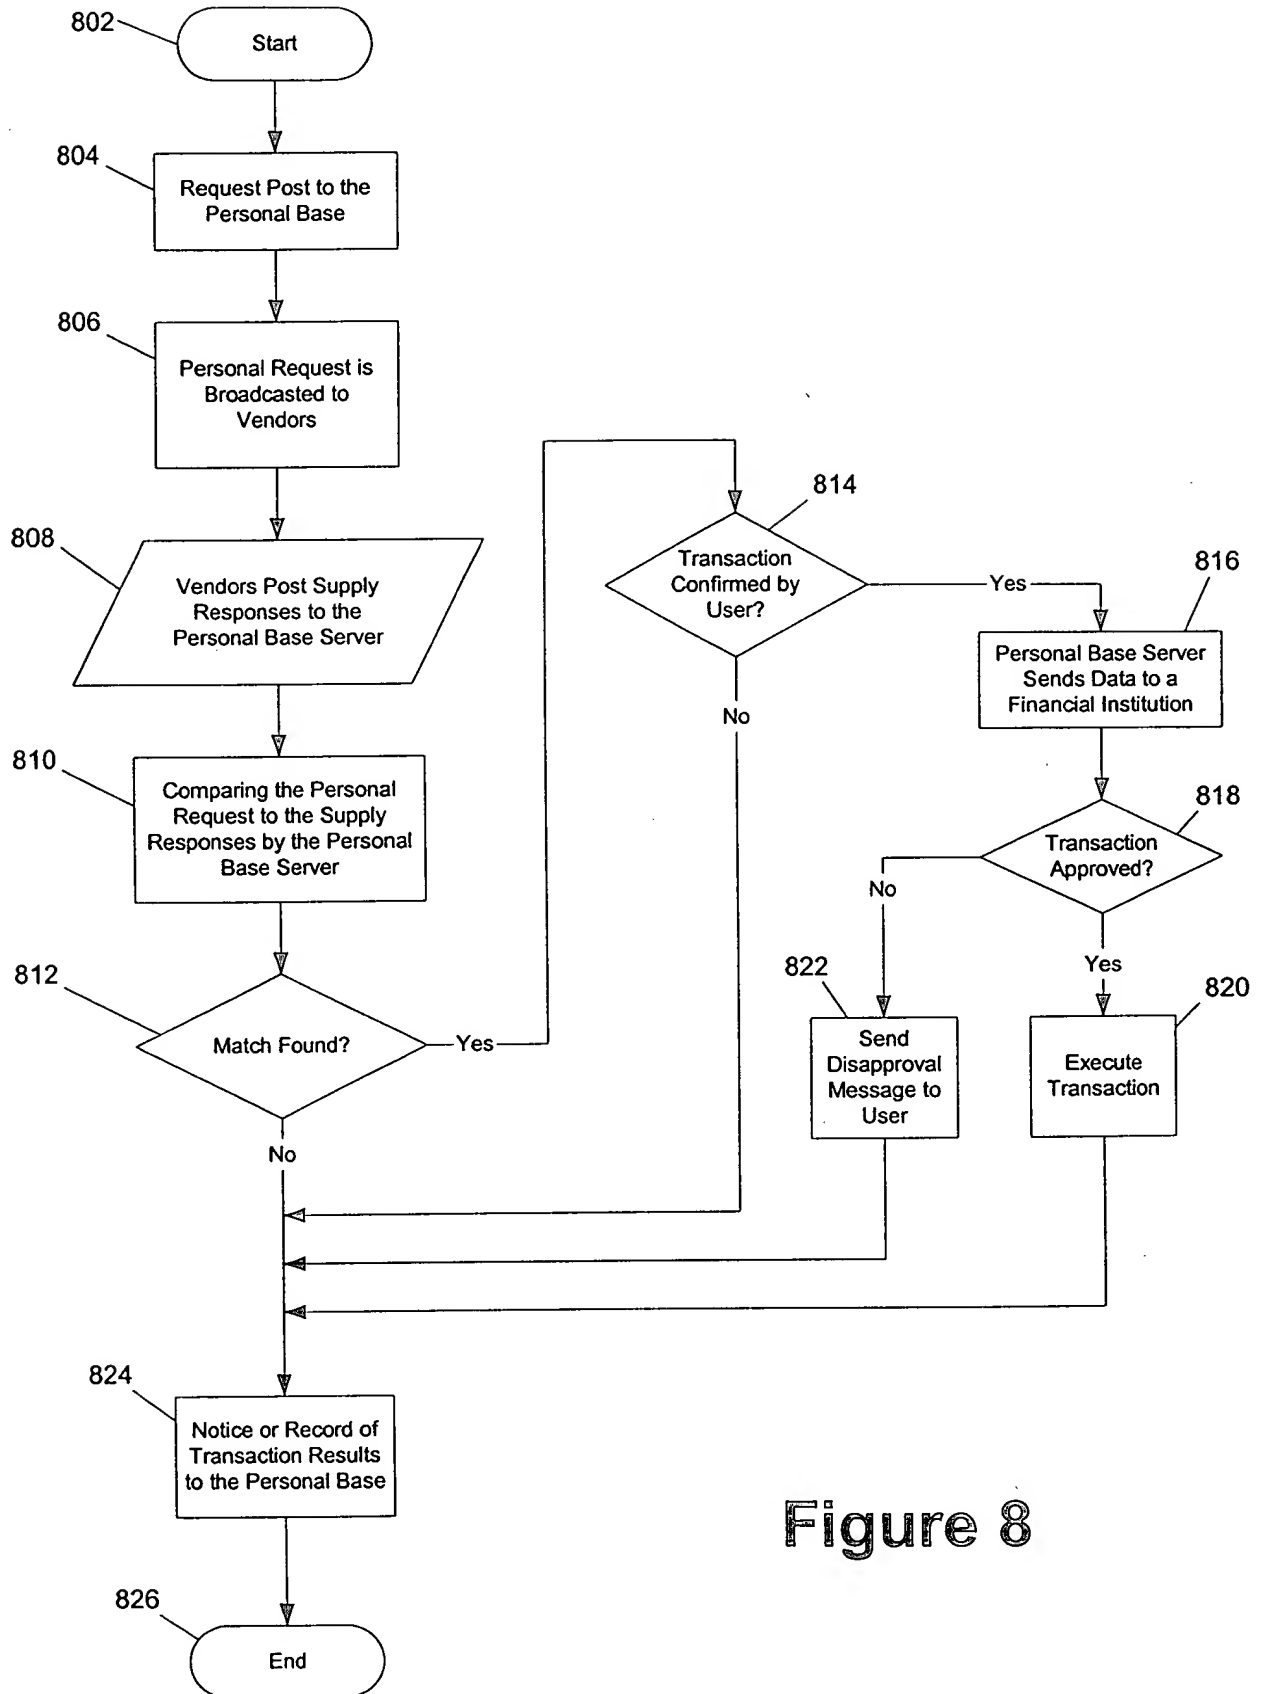 802
Start
804
Request Post to the
Personal Base
806
Personal Request is
Broadcasted to
Vendors
808
Vendors Post Supply
Responses to the
Personal Base Server
810
Comparing the Personal
Request to the Supply
Responses by the Personal
Base Server
812
Match Found?
Yes
No
814
Transaction
Confirmed by
User?
Yes
No
816
Personal Base Server
Sends Data to a
Financial Institution
818
Transaction
Approved?
No
Yes
822
Send
Disapproval
Message to
User
820
Execute
Transaction
824
Notice or Record of
Transaction Results
to the Personal Base
826
End
Figure 8